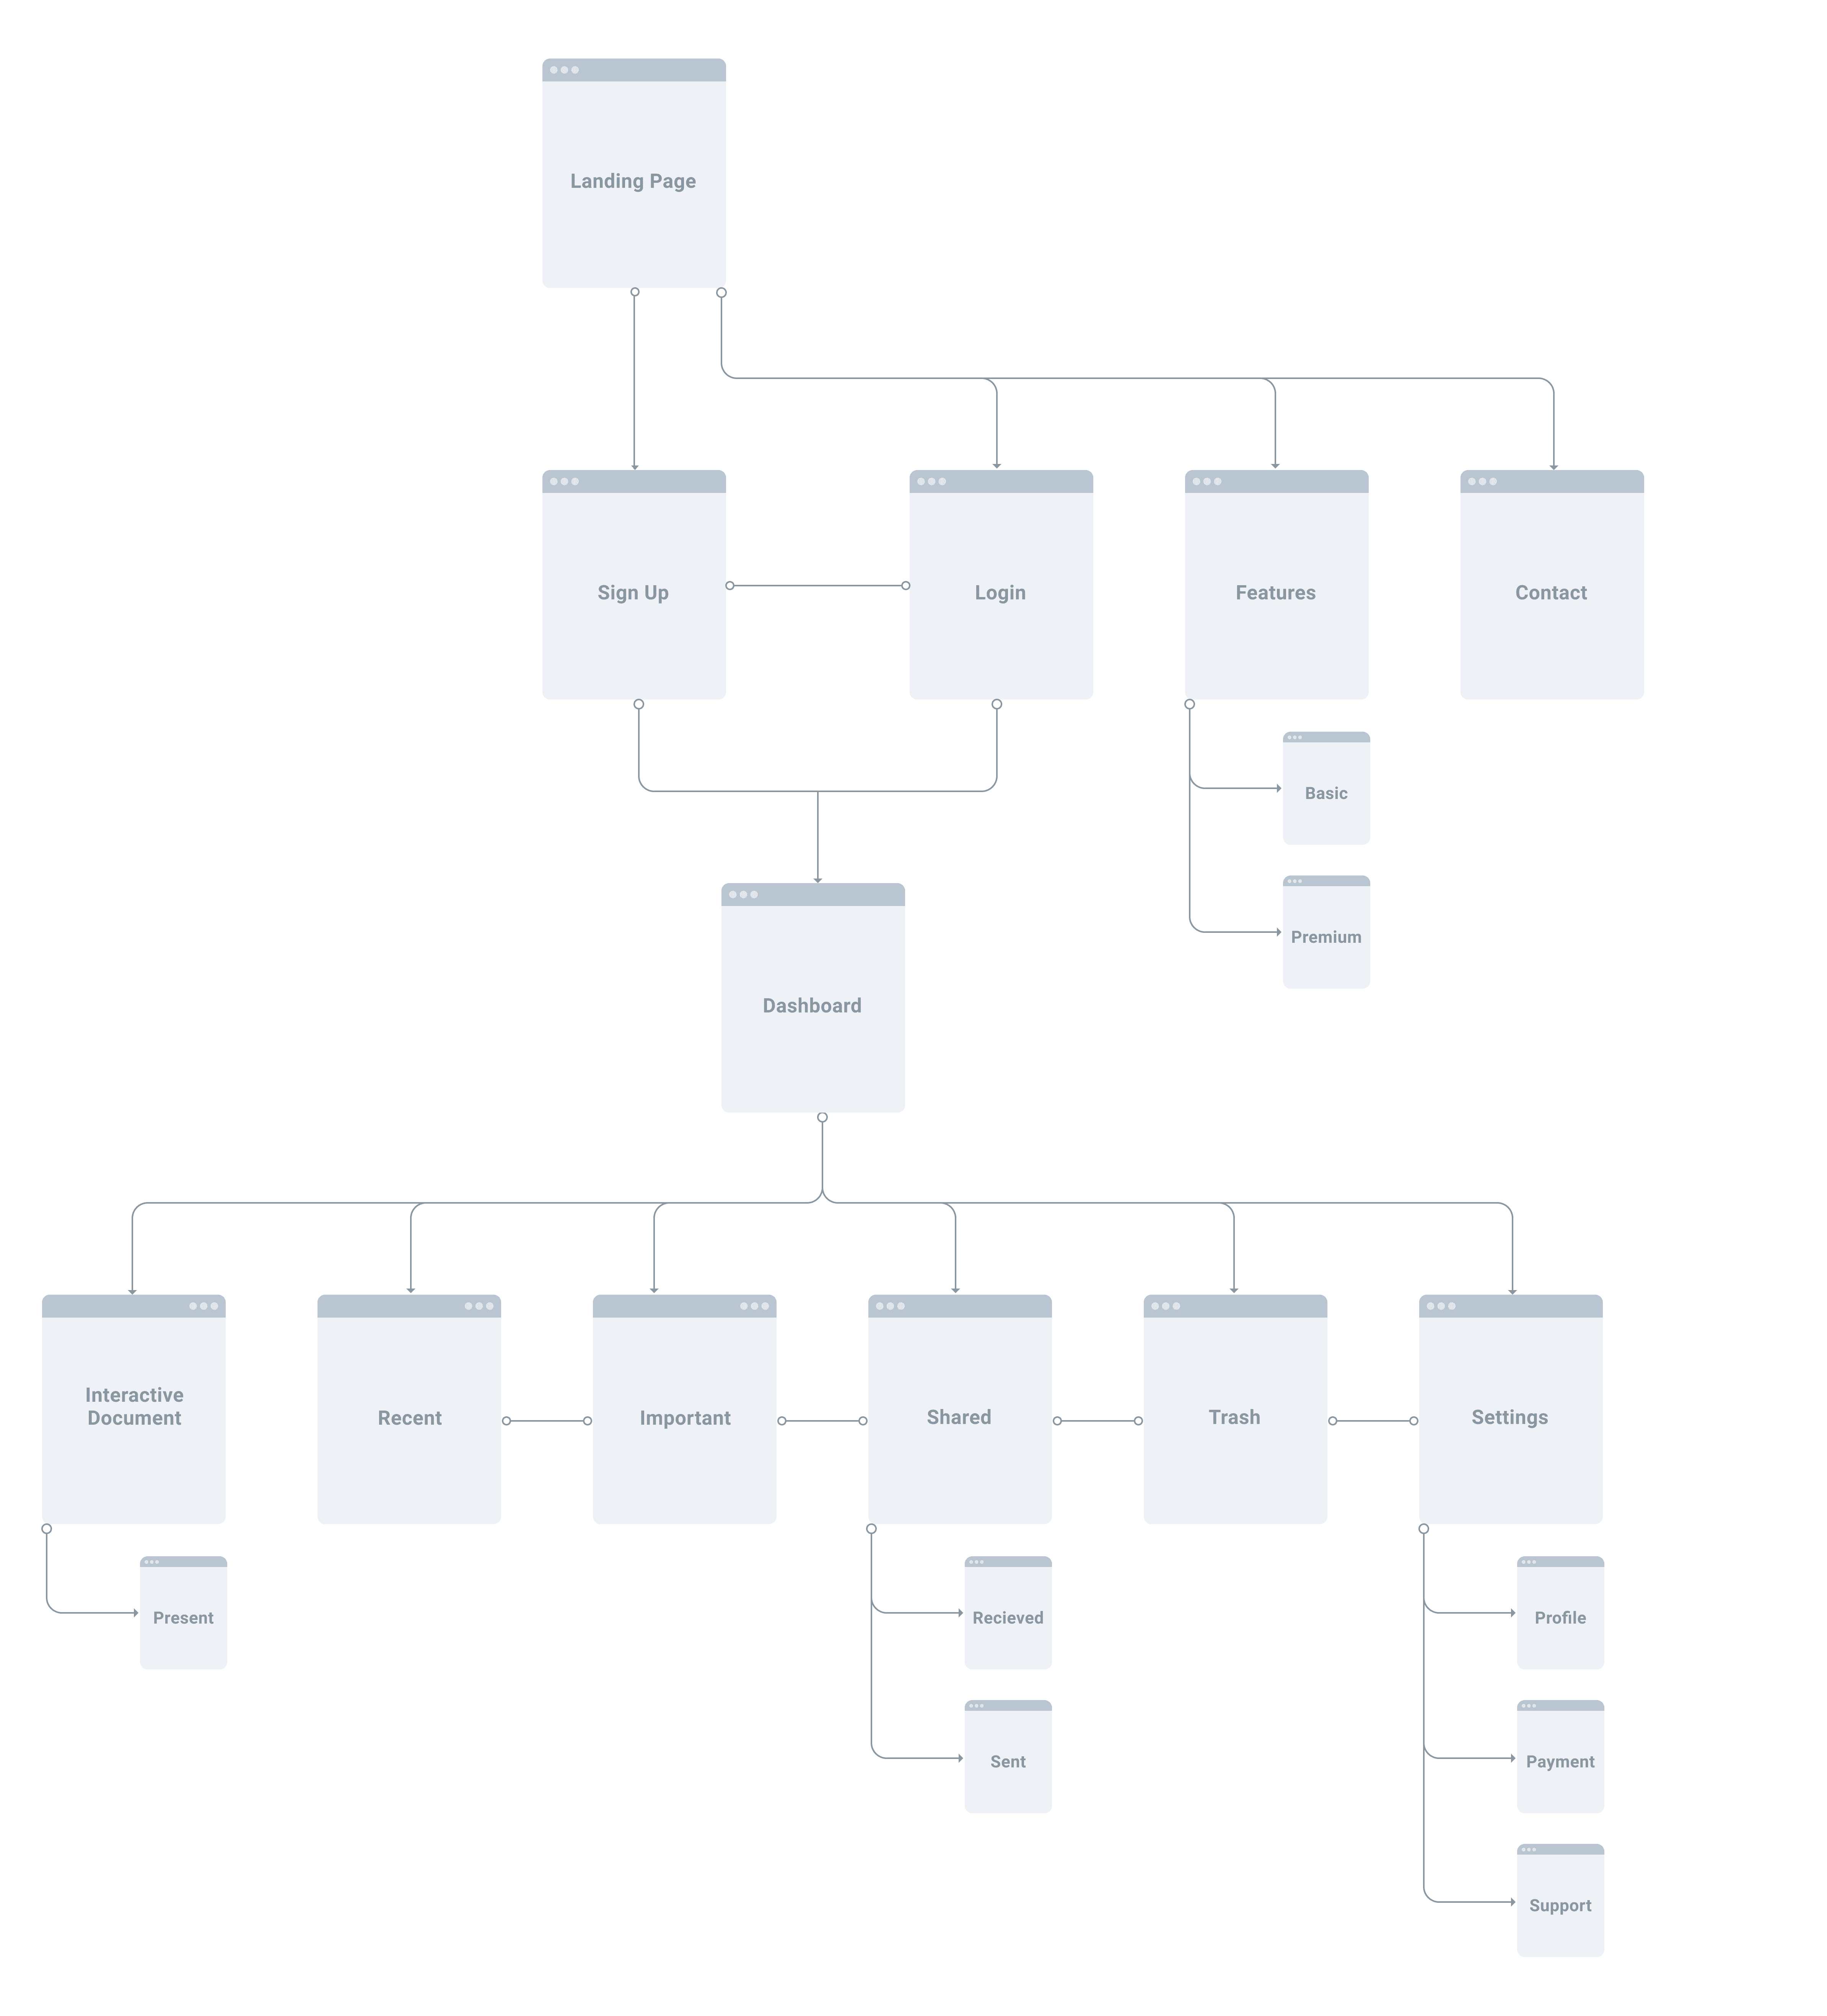 Landing Page
Sign Up
Login
Features
Contact
Basic
Premium
Dashboard
Interactive
Document
Recent
Important
Shared
Trash
Settings
Present
Recieved
Profile
Sent
Payment
Support